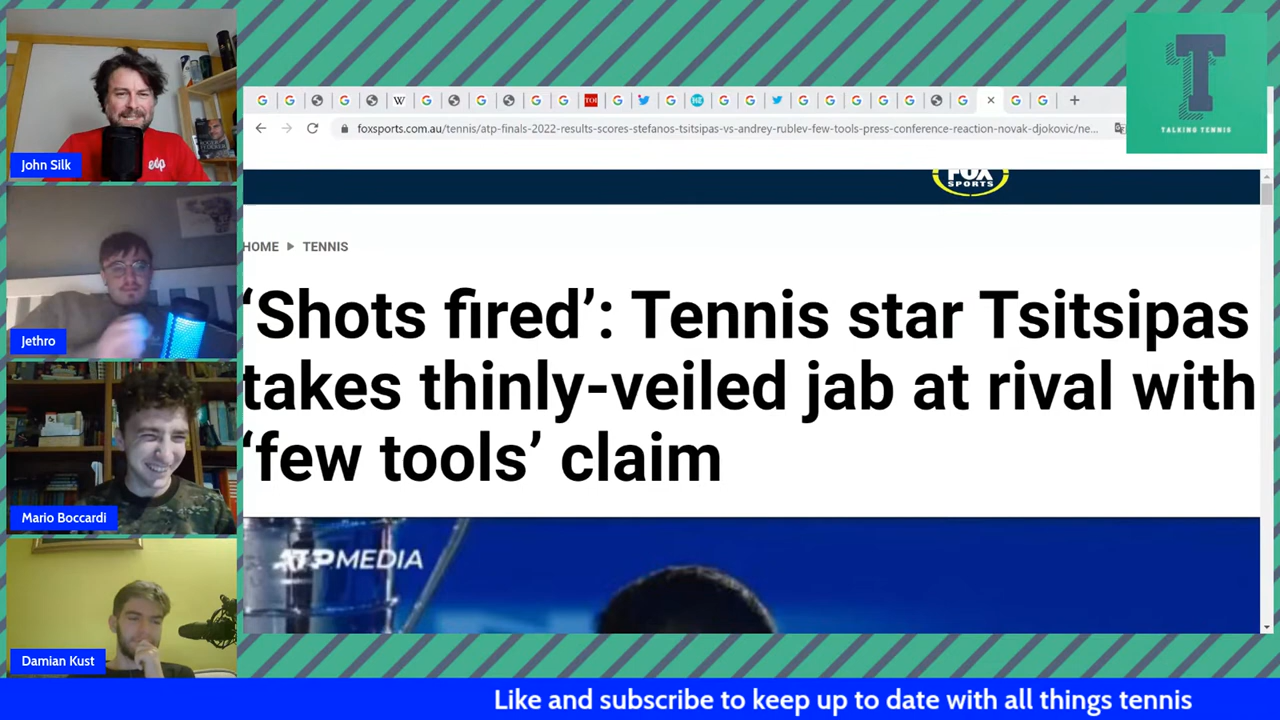 John Silk
edp
Jethro
Mario Boccardi
Damian Kust
W
TOI
foxsports.com.au/tennis/atp-finals-2022-results-scores-stefanos-tsitsipas-vs-andrey-rublev-few-tools-press-conference-reaction-novak-djokovic/ne...
T
TALKING TENNIS
FOX
SPORTS
HOME
TENNIS
‘Shots fired’: Tennis star Tsitsipas
takes thinly-veiled jab at rival with
‘few tools’ claim
ATP MEDIA
Like and subscribe to keep up to date with all things tennis